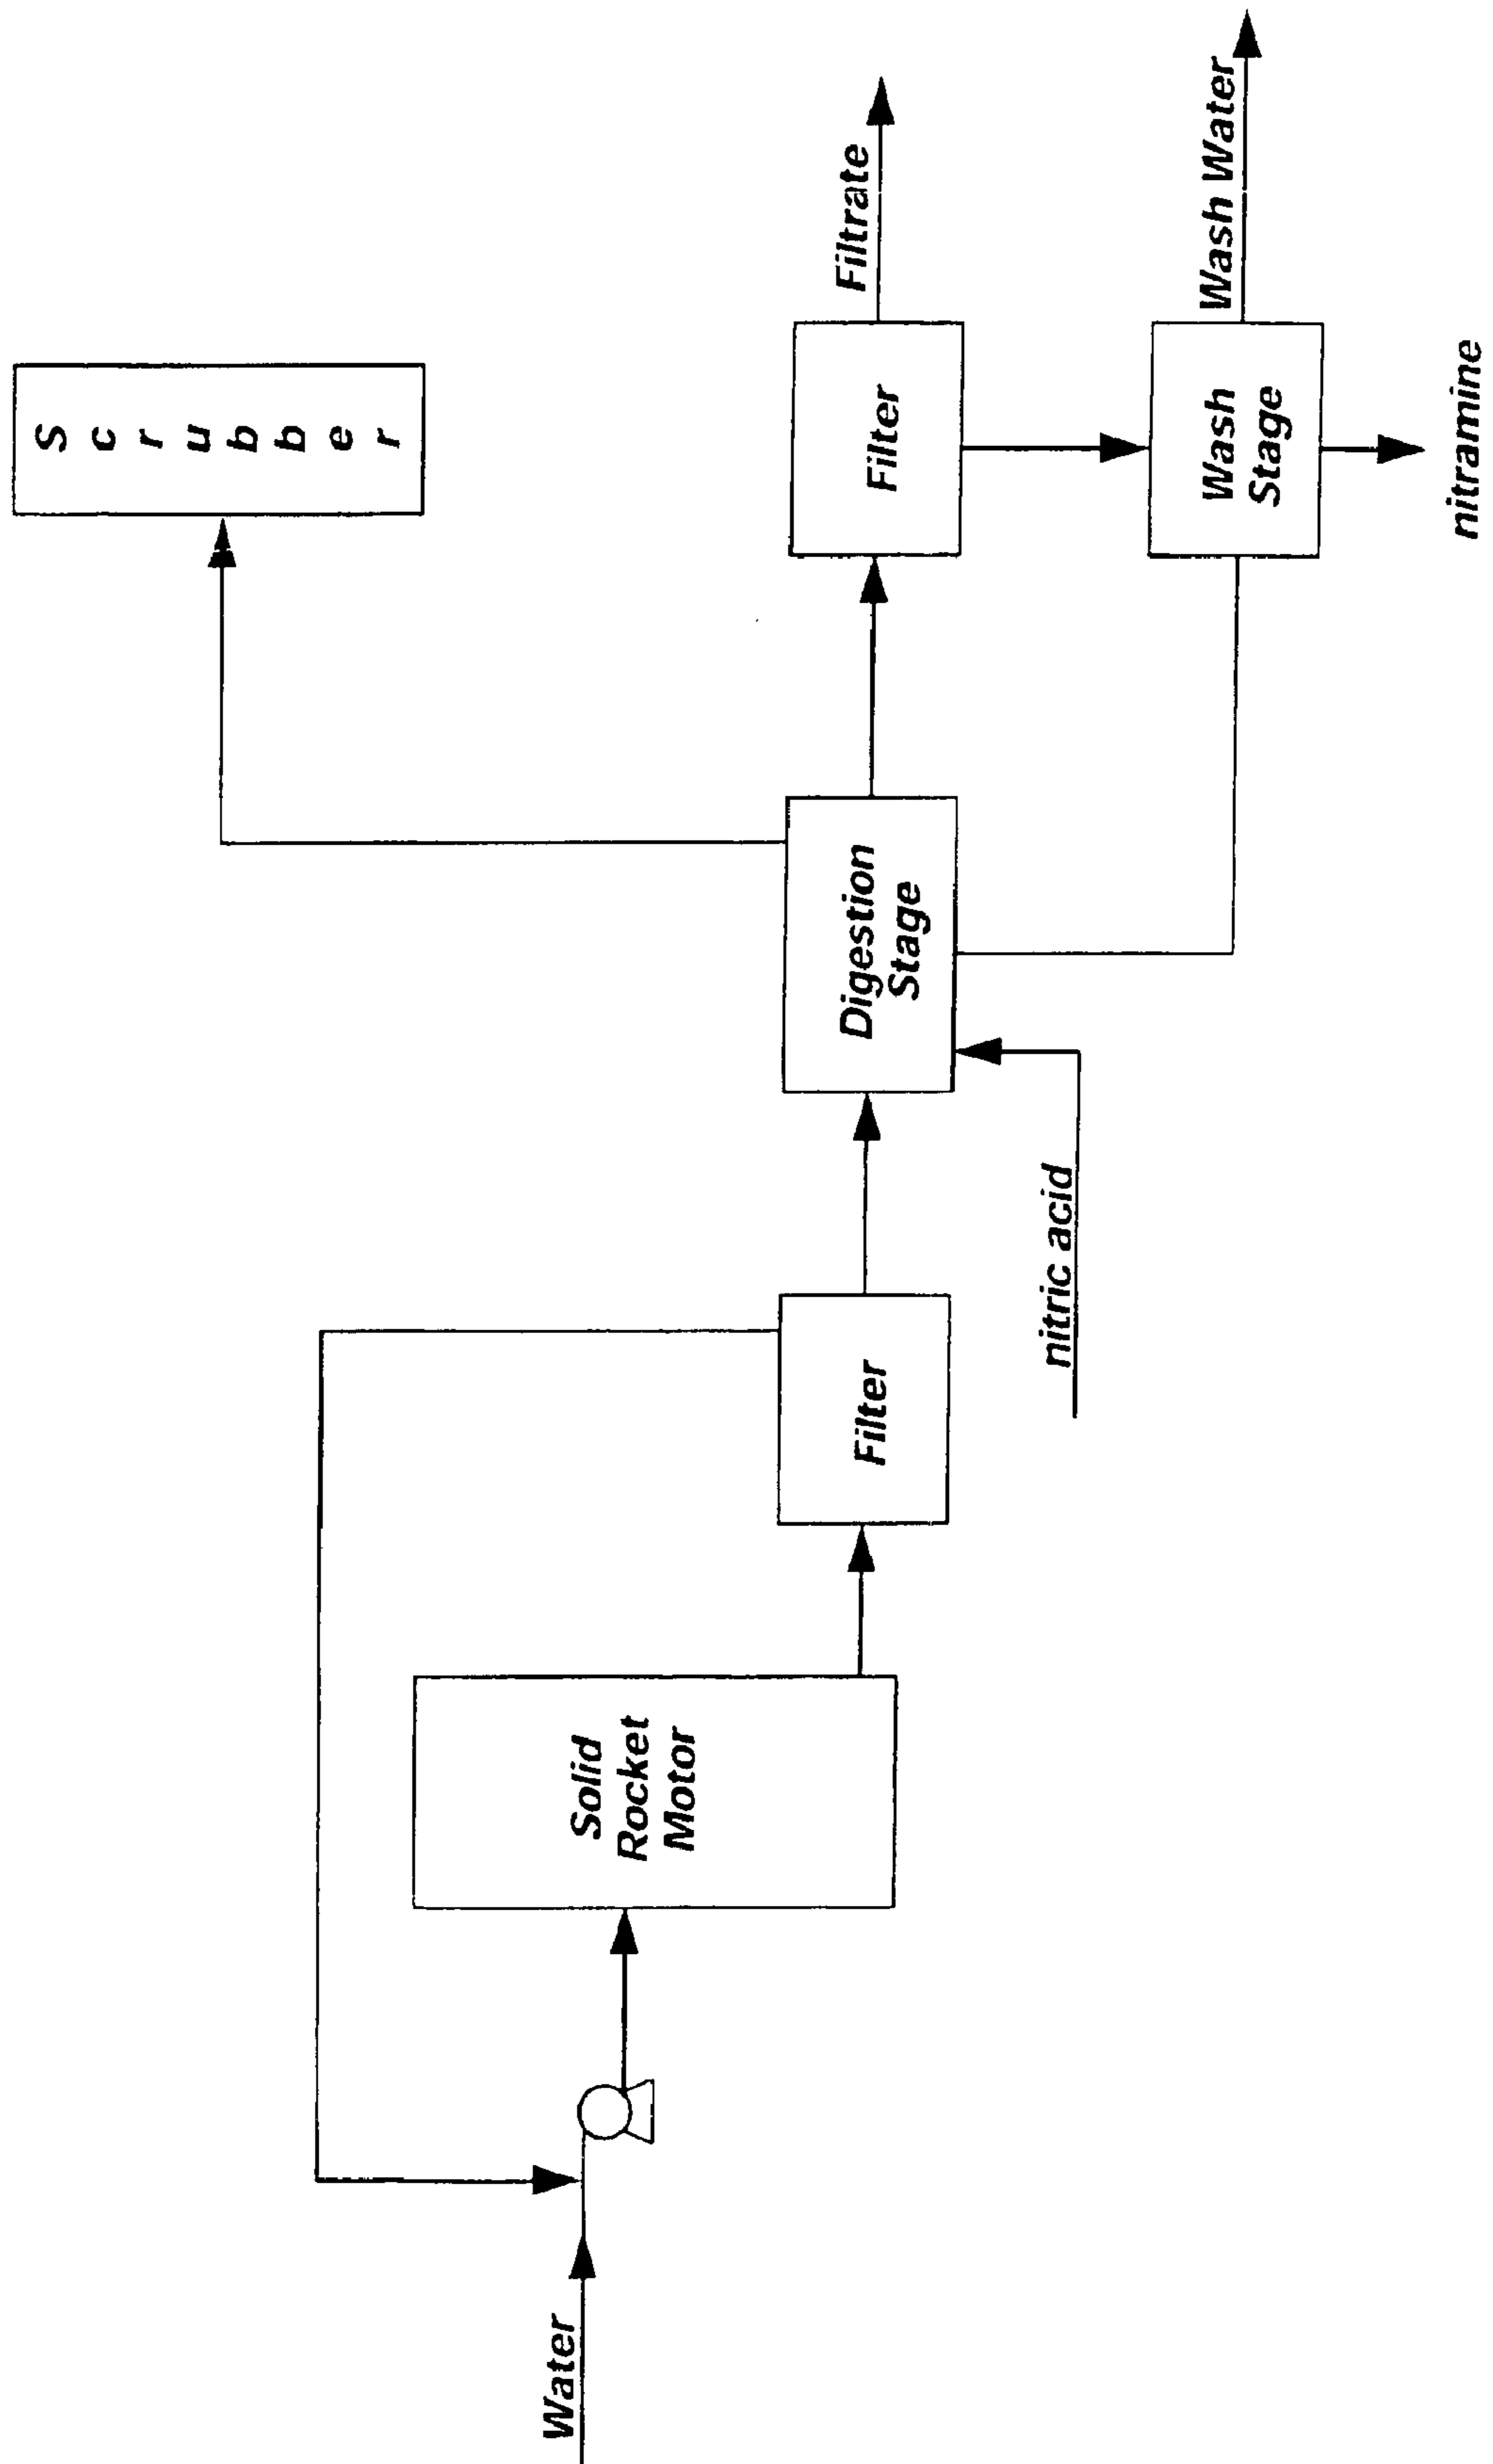 Scrubber
Water
Solid
Rocket
Motor
Filter
Digestion
Stage
Filter
Filtrate
nitric acid
Wash
Stage
Wash Water
nitramine